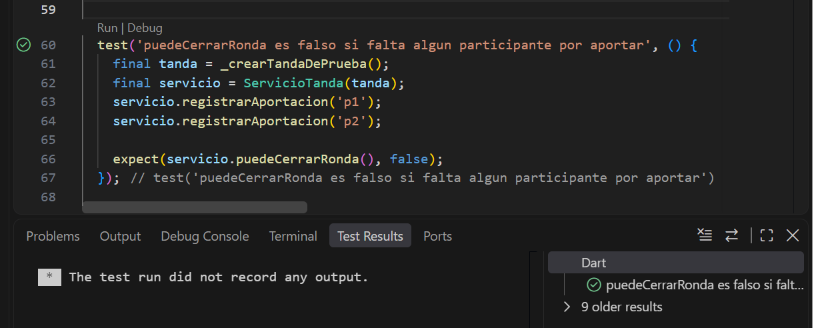 59
Run | Debug
60 test('puedeCerrarRonda es falso si falta algun participante por aportar', () {
61 final tanda = _crearTandaDePrueba();
62 final servicio = ServicioTanda(tanda);
63 servicio.registrarAportacion('p1');
64 servicio.registrarAportacion('p2');
65
66 expect(servicio.puedeCerrarRonda(), false);
67 }); // test('puedeCerrarRonda es falso si falta algun participante por aportar')
68
Problems Output Debug Console Terminal Test Results Ports
* The test run did not record any output.
Dart
puedeCerrarRonda es falso si falt...
9 older results